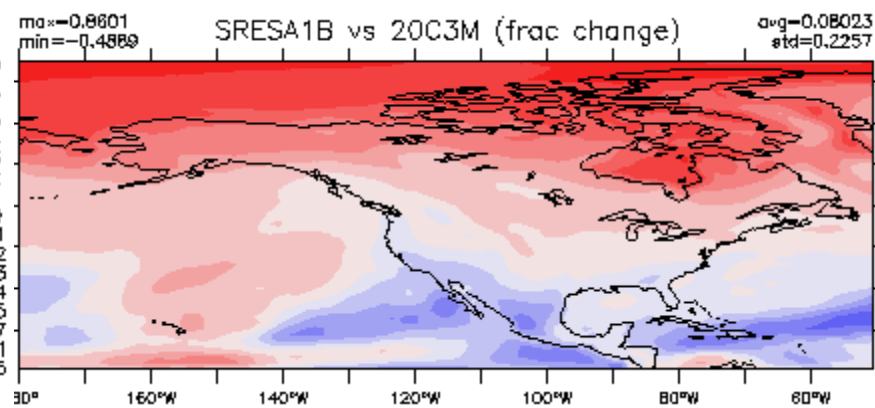 max=0.8601
min=-0.4889
SRESA1B vs 20C3M (frac change)
avg=0.08023
std=0.2257
160°W 140°W 120°W 100°W 80°W 60°W